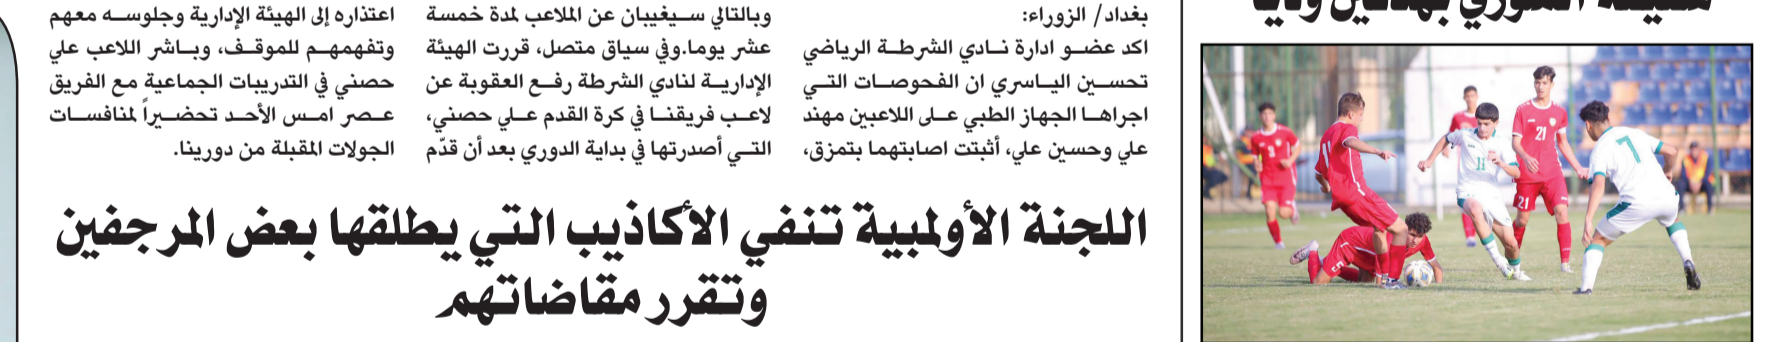 بغداد/ الزوراء:
اكد عضو ادارة نادي الشرطة الرياضي
تحسين الياسري ان الفحوصات التي
اجراها الجهاز الطبي على اللاعبين مهند
علي وحسين علي، أثبتت اصابتهما بتمزق،
وبالتالي سيغيبان عن الملاعب لمدة خمسة
عشر يوما.وفي سياق متصل، قررت الهيئة
الإدارية لنادي الشرطة رفع العقوبة عن
لاعب فريقنا في كرة القدم علي حصني،
التي أصدرتها في بداية الدوري بعد أن قدّم
اعتذاره إلى الهيئة الإدارية وجلوسه معهم
وتفهمهم للموقف، وباشر اللاعب علي
حصني في التدريبات الجماعية مع الفريق
عصر امس الأحد تحضيراً لمنافسات
الجولات المقبلة من دورينا.
اللجنة الأولمبية تنفي الأكاذيب التي يطلقها بعض المرجفين
وتقرر مقاضاتهم
11
21
21
7
3